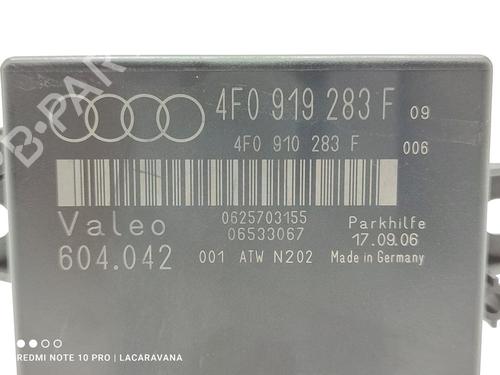 4F0 919 283 F 09
4F0 910 283 F 006
Valeo 0625703155 Parkhilfe
06533067 17.09.06
604.042 001 ATW N202 Made in Germany
B-PAR
REDMI NOTE 10 PRO | LACARAVANA